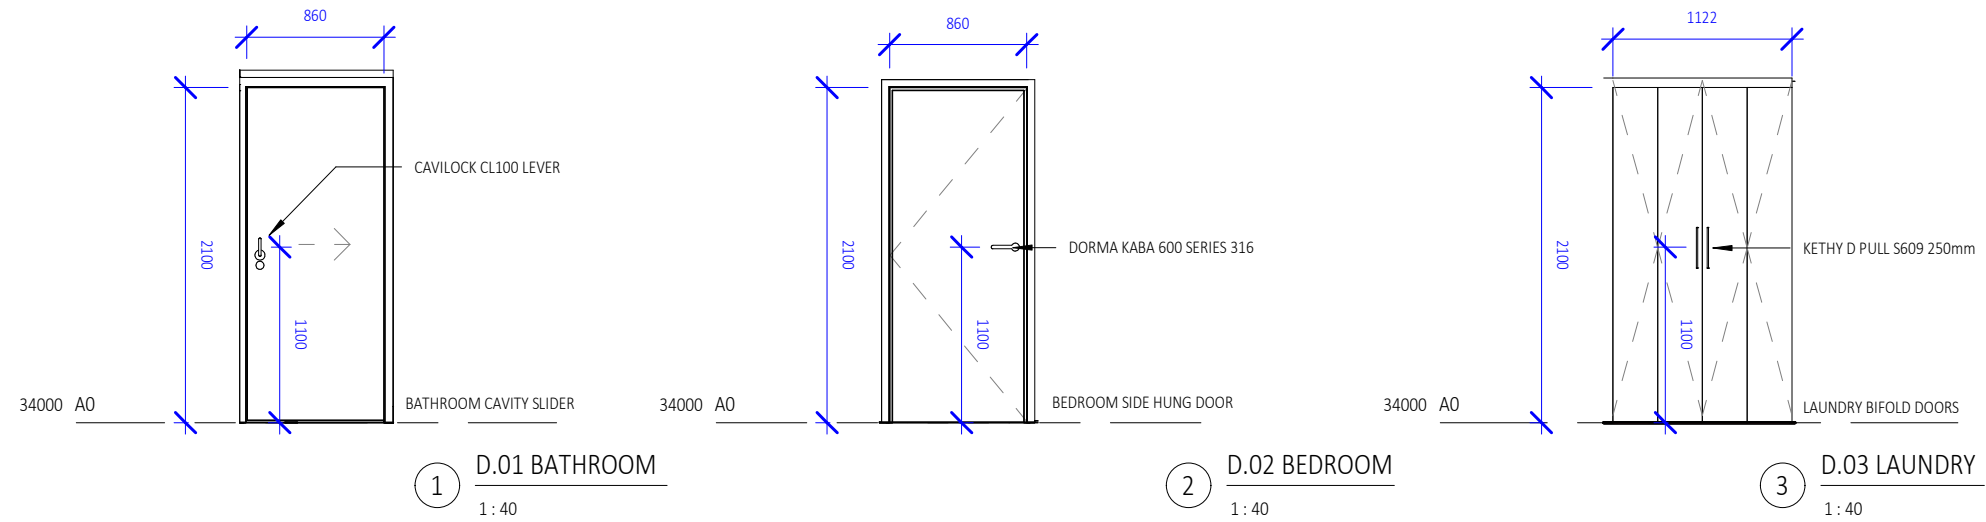 860
CAVILOCK CL100 LEVER
2100
1100
34000 A0
BATHROOM CAVITY SLIDER
1
D.01 BATHROOM
1 : 40
860
2100
DORMA KABA 600 SERIES 316
1100
34000 A0
BEDROOM SIDE HUNG DOOR
2
D.02 BEDROOM
1 : 40
1122
2100
KETHY D PULL S609 250mm
1100
34000 A0
LAUNDRY BIFOLD DOORS
3
D.03 LAUNDRY
1 : 40